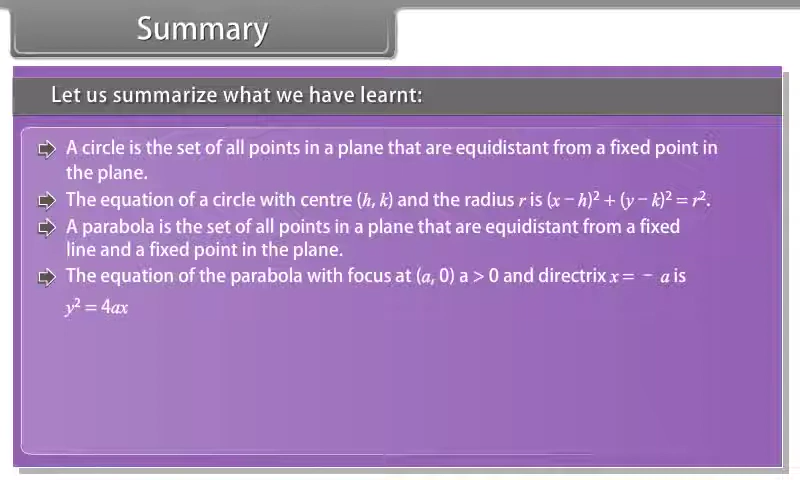 Summary
Let us summarize what we have learnt:
A circle is the set of all points in a plane that are equidistant from a fixed point in
the plane.
The equation of a circle with centre (h, k) and the radius r is (x − h)² + (y − k)² = r².
A parabola is the set of all points in a plane that are equidistant from a fixed
line and a fixed point in the plane.
The equation of the parabola with focus at (a, 0) a > 0 and directrix x = − a is
y² = 4ax